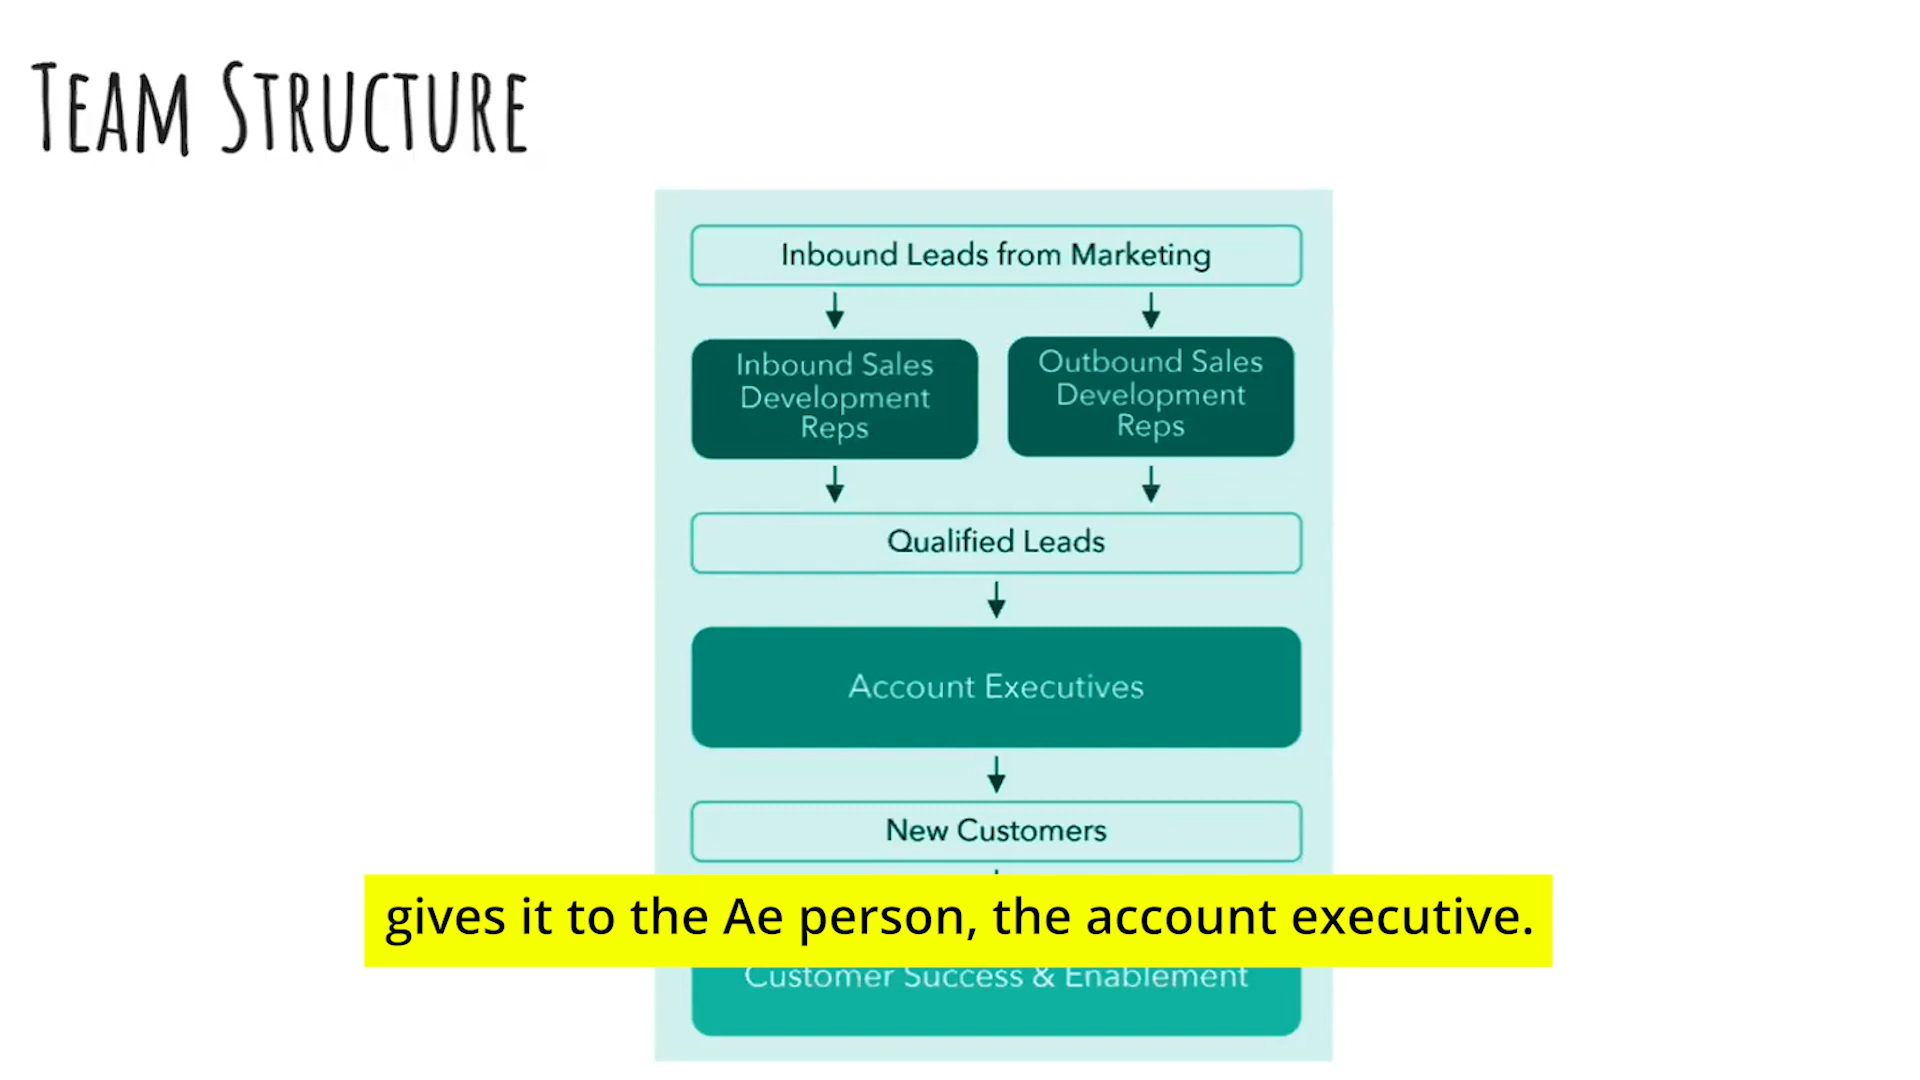 TEAM STRUCTURE
Inbound Leads from Marketing
Inbound Sales
Development
Reps
Outbound Sales
Development
Reps
Qualified Leads
Account Executives
New Customers
gives it to the Ae person, the account executive.
Customer Success & Enablement